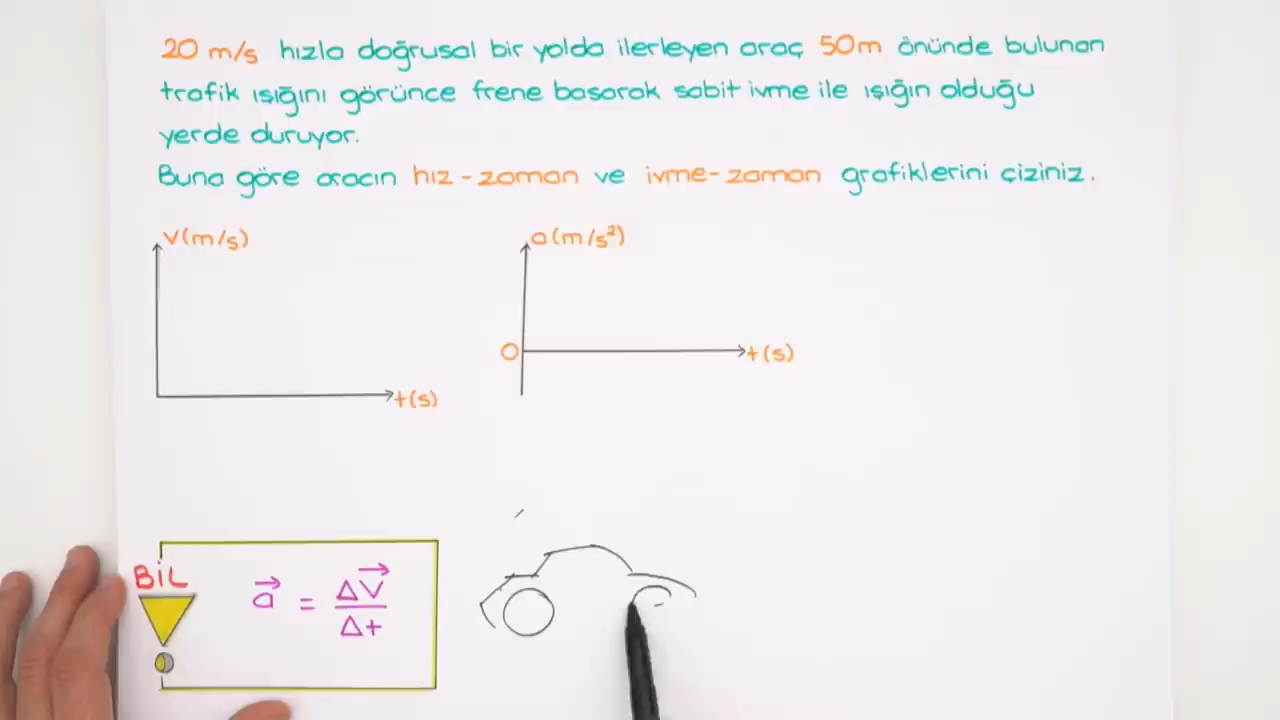 20 m/s hızla doğrusal bir yolda ilerleyen araç 50m önünde bulunan
trafik ışığını görünce frene basarak sabit ivme ile ışığın olduğu
yerde duruyor.
Buna göre aracın hız-zaman ve ivme-zaman grafiklerini çiziniz.
V(m/s)
t(s)
a(m/s²)
0
t(s)
BİL
a = ΔV/Δt